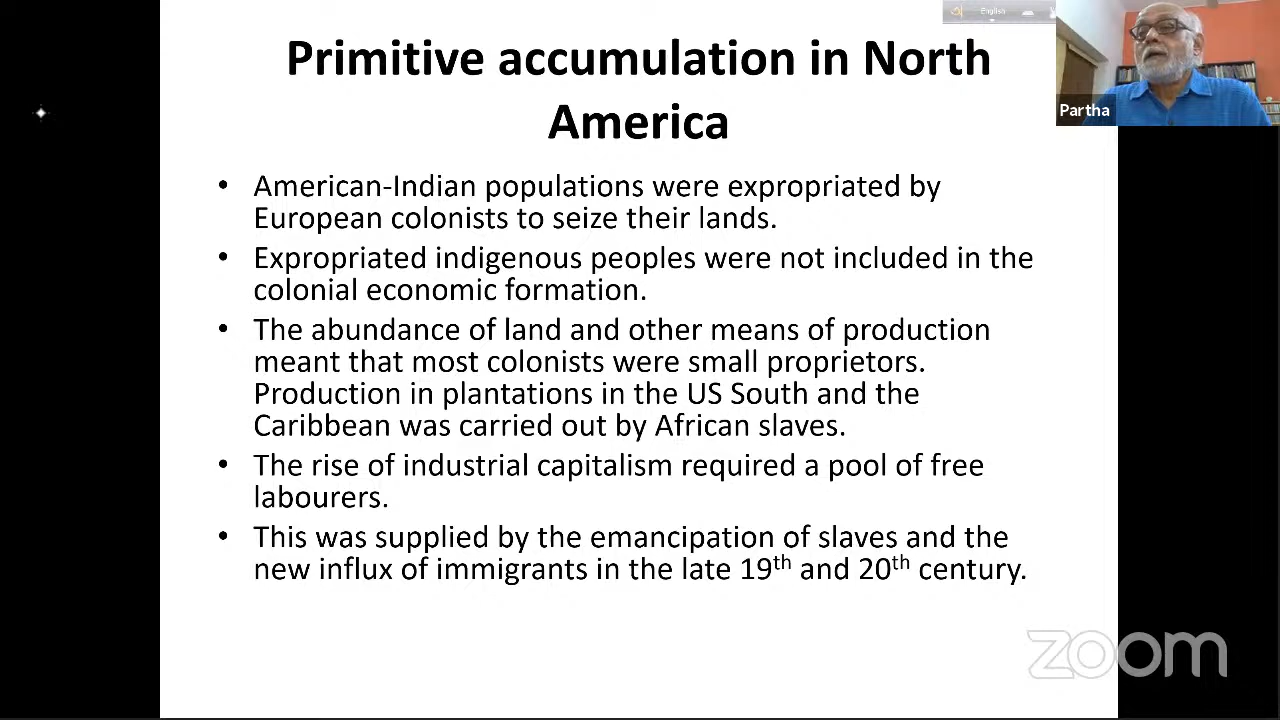 English
Primitive accumulation in North
America
Partha
• American-Indian populations were expropriated by
European colonists to seize their lands.
• Expropriated indigenous peoples were not included in the
colonial economic formation.
• The abundance of land and other means of production
meant that most colonists were small proprietors.
Production in plantations in the US South and the
Caribbean was carried out by African slaves.
• The rise of industrial capitalism required a pool of free
labourers.
• This was supplied by the emancipation of slaves and the
new influx of immigrants in the late 19th and 20th century.
zoom